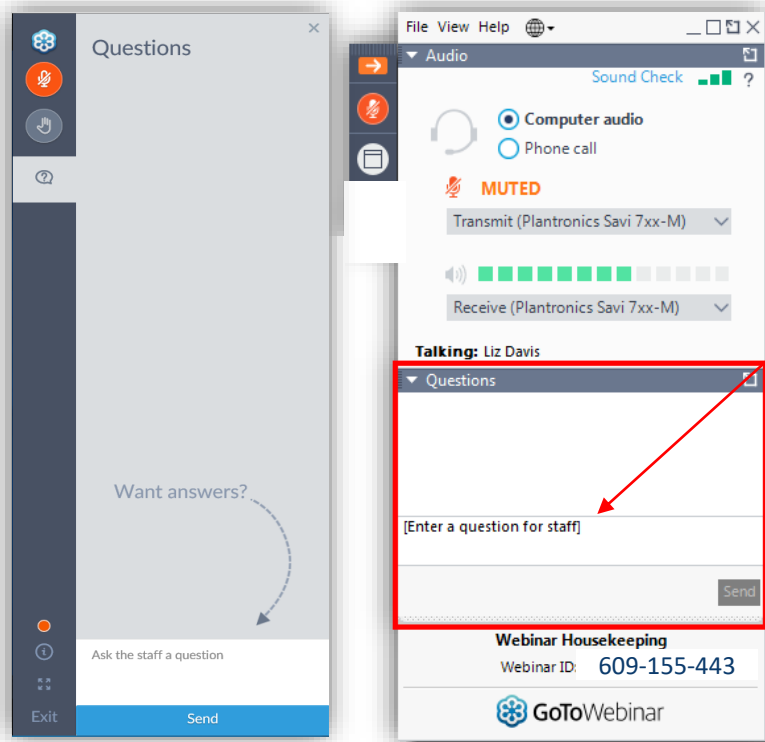 Questions
Want answers?
Ask the staff a question
Exit
Send
File View Help
Audio
Sound Check
?
Computer audio
Phone call
MUTED
Transmit (Plantronics Savi 7xx-M)
Receive (Plantronics Savi 7xx-M)
Talking: Liz Davis
Questions
[Enter a question for staff]
Send
Webinar Housekeeping
Webinar ID: 609-155-443
GoToWebinar